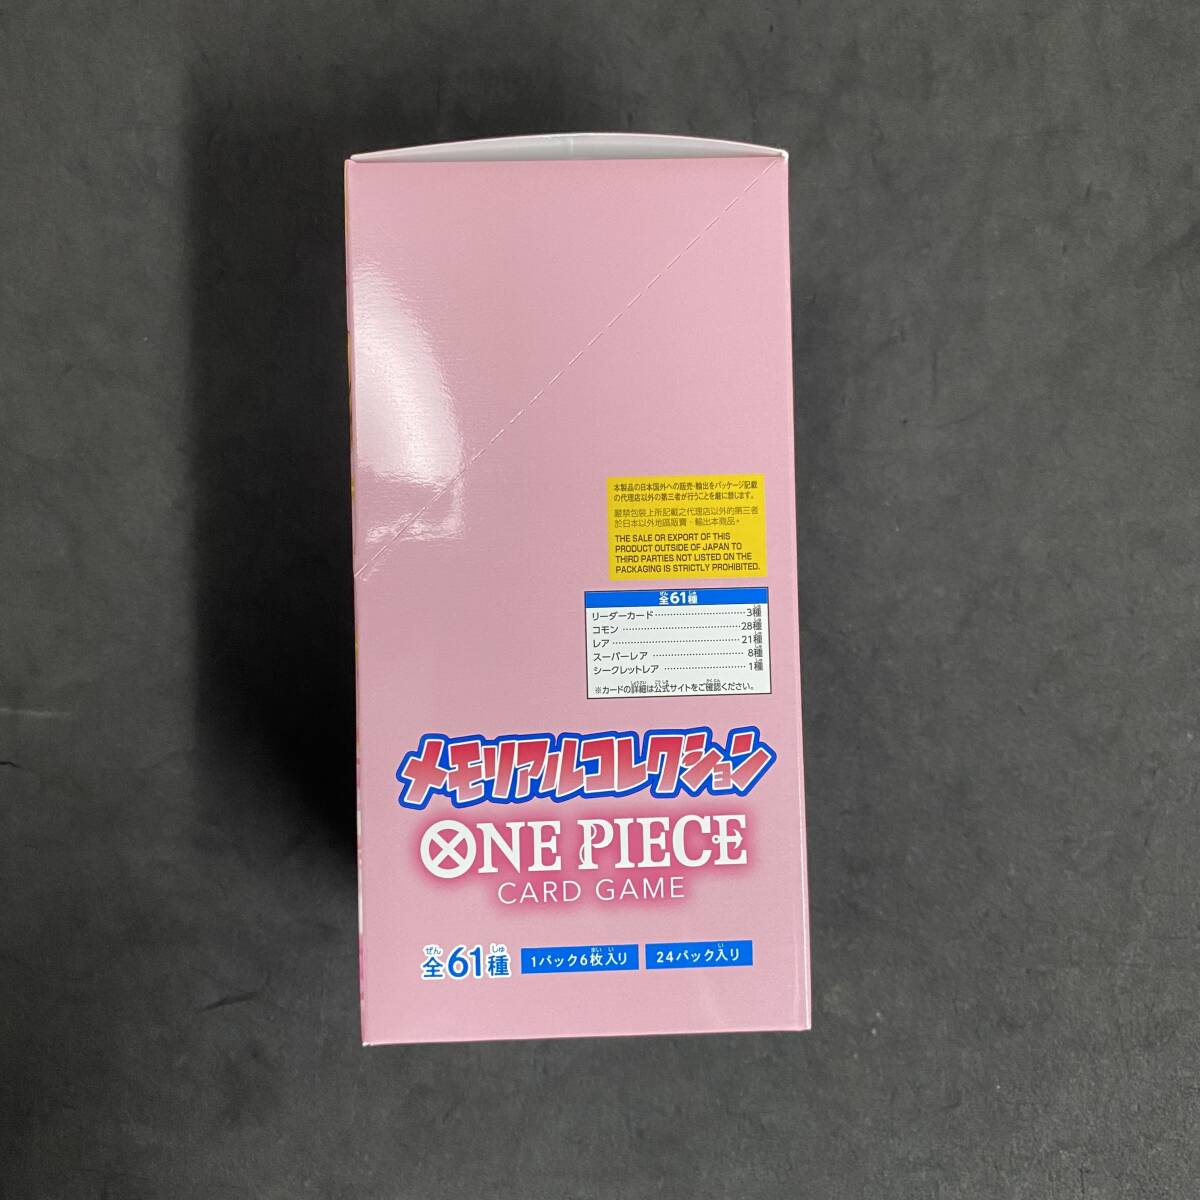 本製品の日本国外への販売・輸出をパッケージ記載
の代理店以外の第三者が行うことを厳に禁じます。
嚴禁包裝上所記載之代理店以外的第三者
於日本以外地區販賣・輸出本商品。
THE SALE OR EXPORT OF THIS
PRODUCT OUTSIDE OF JAPAN TO
THIRD PARTIES NOT LISTED ON THE
PACKAGING IS STRICTLY PROHIBITED.
全61種
リーダーカード……………………3種
コモン……………………28種
レア……………………21種
スーパーレア……………………8種
シークレットレア……………………1種
※カードの詳細は公式サイトをご確認ください。
メモリアルコレクション
ONE PIECE
CARD GAME
全61種 1パック6枚入り 24パック入り